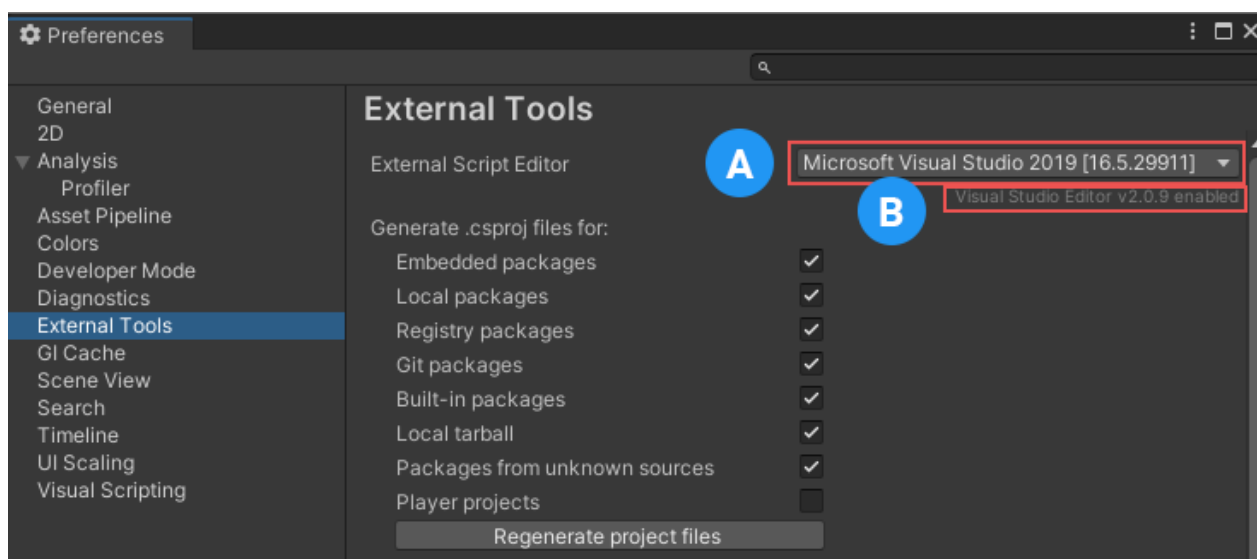 Preferences
General
2D
Analysis
Profiler
Asset Pipeline
Colors
Developer Mode
Diagnostics
External Tools
GI Cache
Scene View
Search
Timeline
UI Scaling
Visual Scripting
External Tools
External Script Editor
A
Microsoft Visual Studio 2019 [16.5.29911]
B
Visual Studio Editor v2.0.9 enabled
Generate .csproj files for:
Embedded packages
Local packages
Registry packages
Git packages
Built-in packages
Local tarball
Packages from unknown sources
Player projects
Regenerate project files